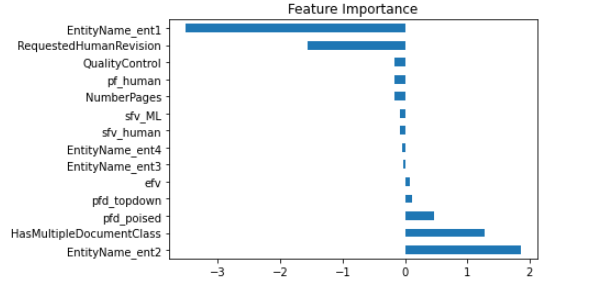 Feature Importance
EntityName_ent1
RequestedHumanRevision
QualityControl
pf_human
NumberPages
sfv_ML
sfv_human
EntityName_ent4
EntityName_ent3
efv
pfd_topdown
pfd_poised
HasMultipleDocumentClass
EntityName_ent2
−3 −2 −1 0 1 2